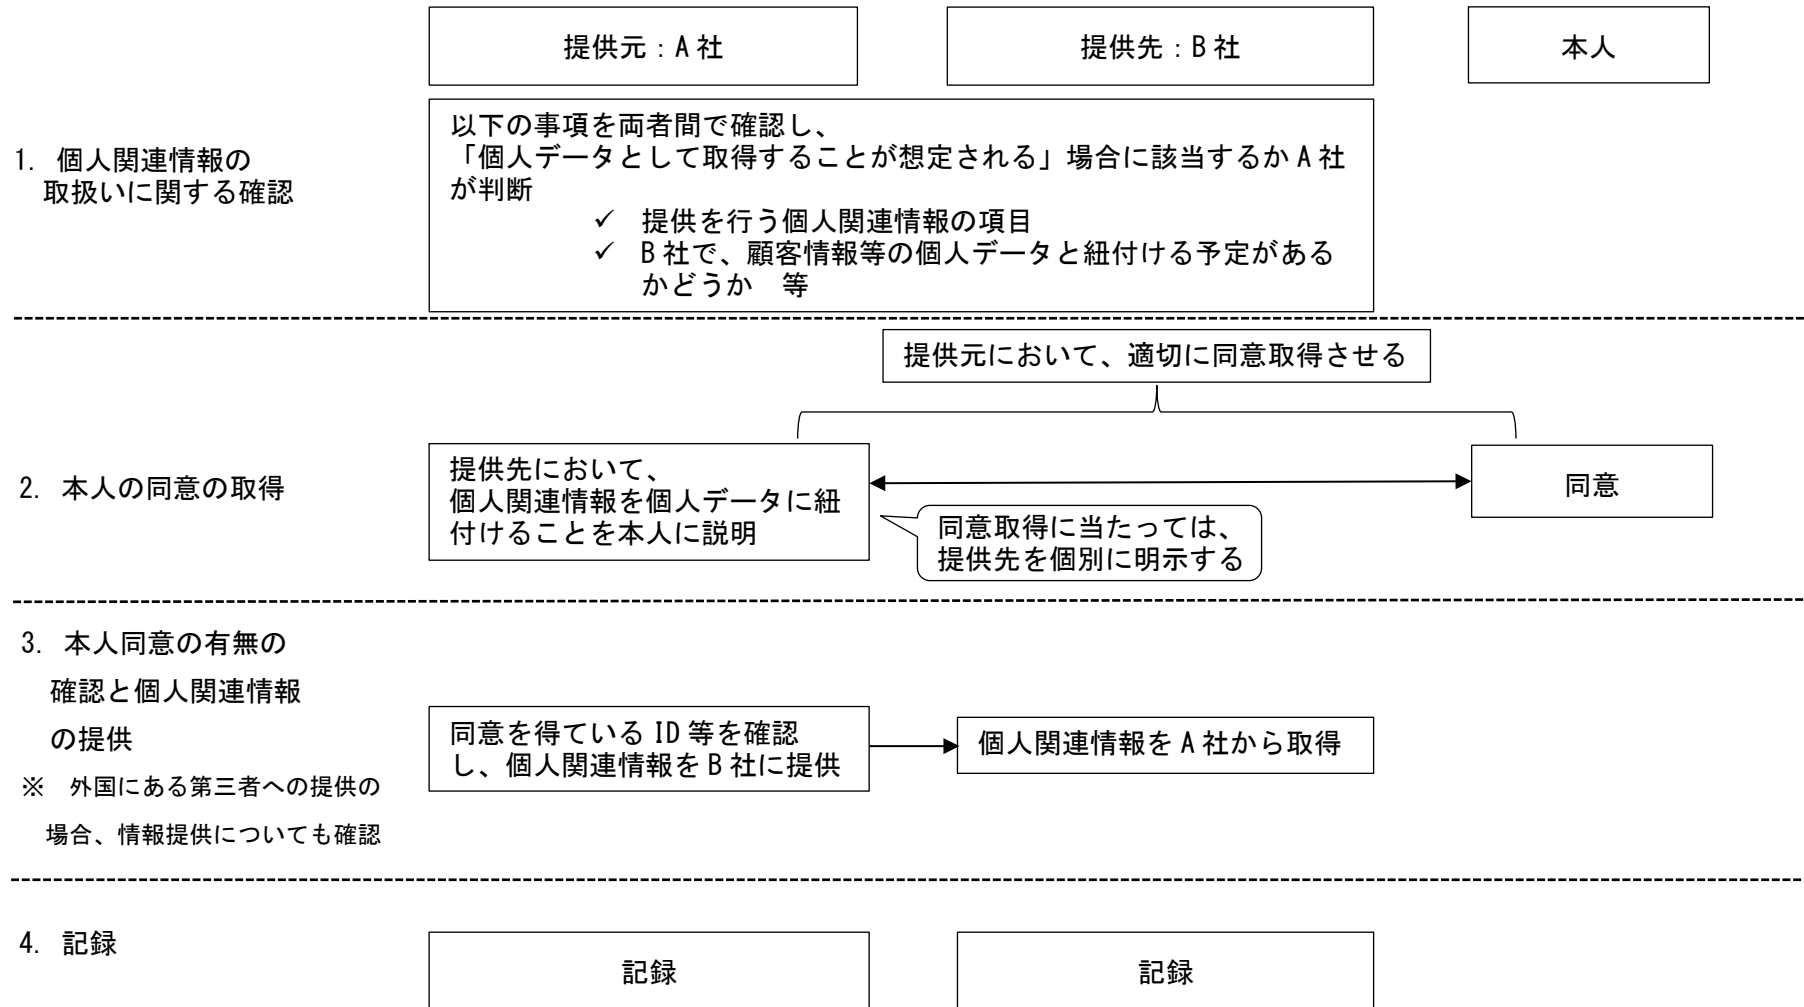 提供元：A 社
提供先：B 社
本人
1. 個人関連情報の
取扱いに関する確認
以下の事項を両者間で確認し、
「個人データとして取得することが想定される」場合に該当するか A 社
が判断
✓ 提供を行う個人関連情報の項目
✓ B 社で、顧客情報等の個人データと紐付ける予定がある
かどうか　等
提供元において、適切に同意取得させる
2. 本人の同意の取得
提供先において、
個人関連情報を個人データに紐
付けることを本人に説明
同意
同意取得に当たっては、
提供先を個別に明示する
3. 本人同意の有無の
確認と個人関連情報
の提供
※　外国にある第三者への提供の
場合、情報提供についても確認
同意を得ている ID 等を確認
し、個人関連情報を B 社に提供
個人関連情報を A 社から取得
4. 記録
記録
記録